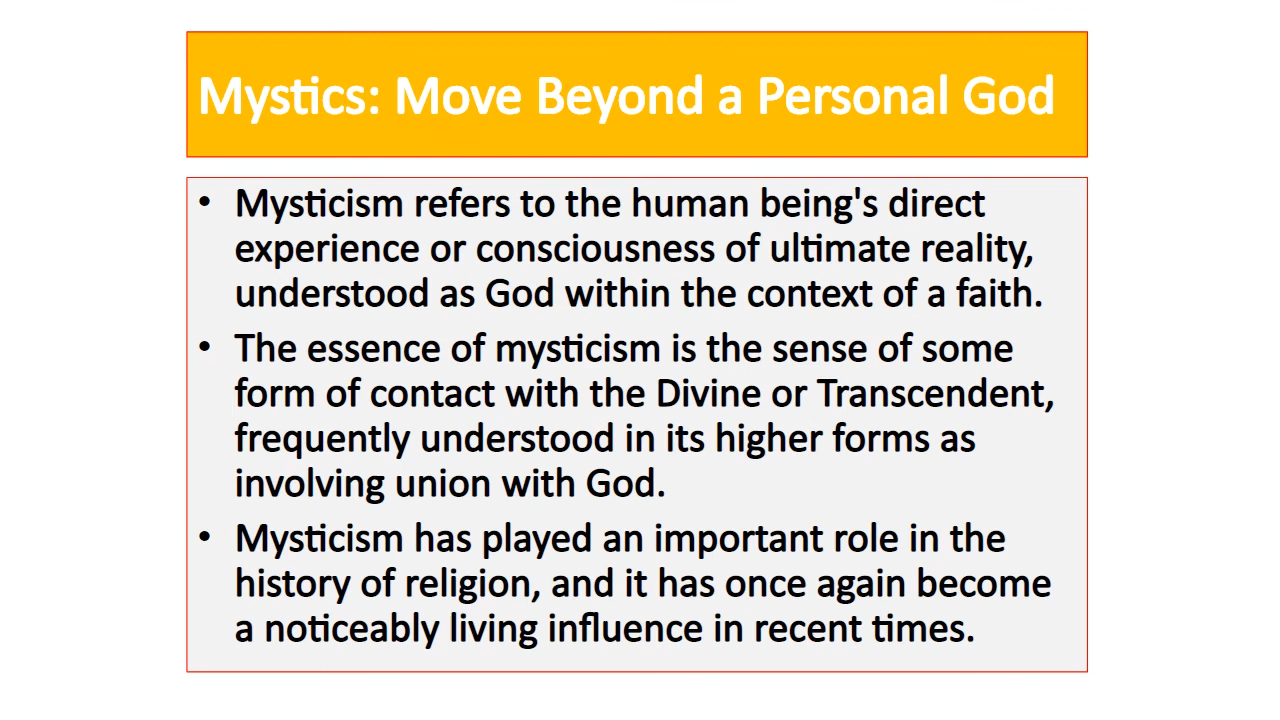 Mystics: Move Beyond a Personal God
• Mysticism refers to the human being's direct
experience or consciousness of ultimate reality,
understood as God within the context of a faith.
• The essence of mysticism is the sense of some
form of contact with the Divine or Transcendent,
frequently understood in its higher forms as
involving union with God.
• Mysticism has played an important role in the
history of religion, and it has once again become
a noticeably living influence in recent times.